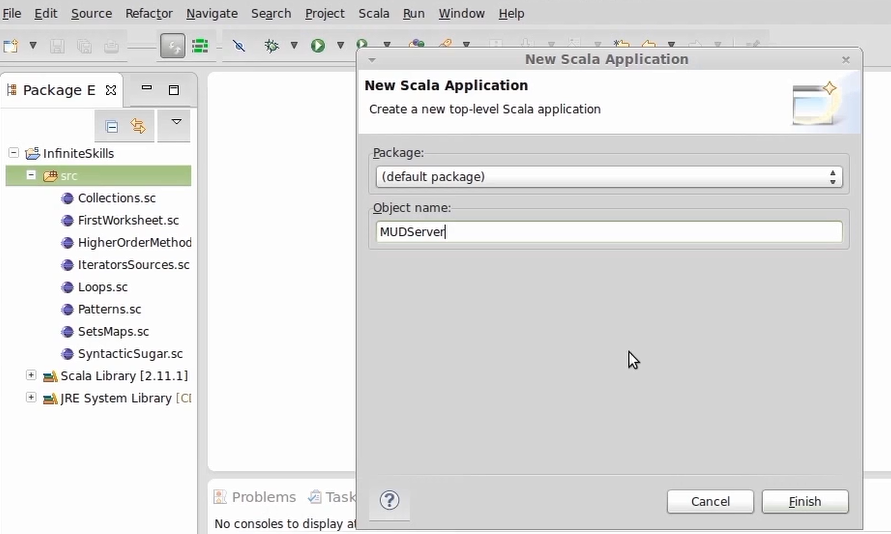 File Edit Source Refactor Navigate Search Project Scala Run Window Help
New Scala Application
Package E
New Scala Application
Create a new top-level Scala application
InfiniteSkills
Package:
src
(default package)
Collections.sc
Object name:
FirstWorksheet.sc
MUDServer
HigherOrderMethod
IteratorsSources.sc
Loops.sc
Patterns.sc
SetsMaps.sc
SyntacticSugar.sc
Scala Library [2.11.1]
JRE System Library
Problems Task
Cancel Finish
No consoles to display at